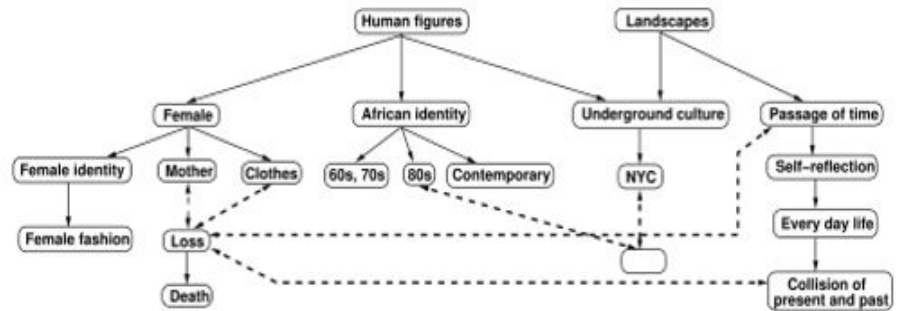 Human figures
Landscapes
Female
African identity
Underground culture
Passage of time
Female identity
Mother
Clothes
60s, 70s
80s
Contemporary
NYC
Self-reflection
Female fashion
Loss
Every day life
Death
Collision of
present and past